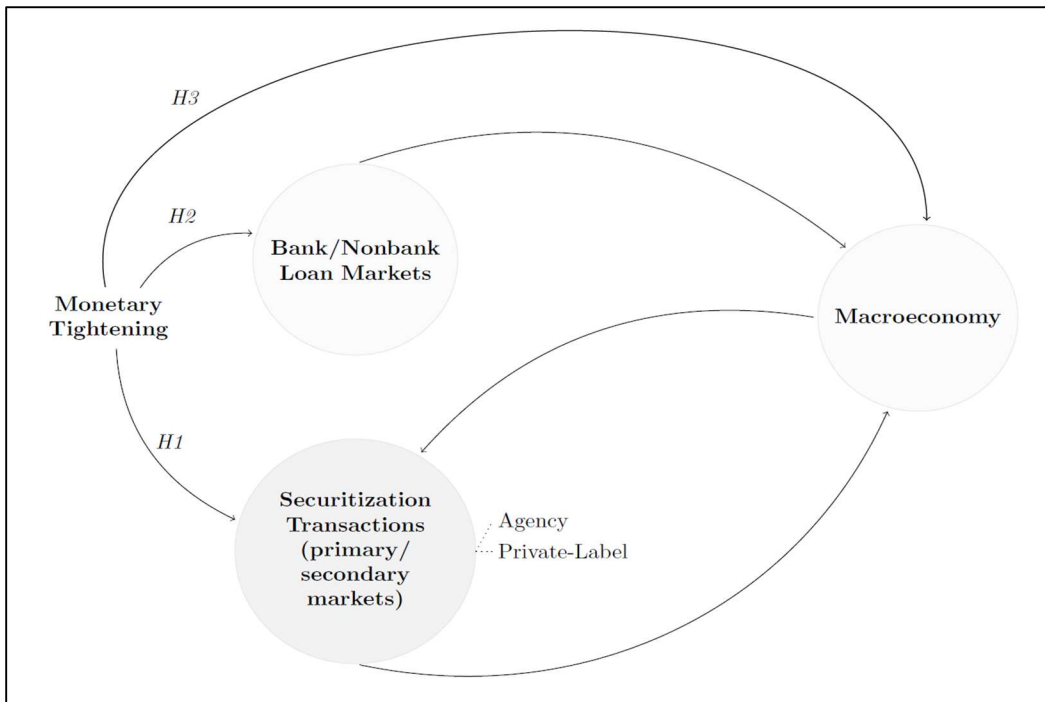 H3
H2
Bank/Nonbank
Loan Markets
Monetary
Tightening
Macroeconomy
H1
Securitization
Transactions
(primary/
secondary
markets)
Agency
Private-Label